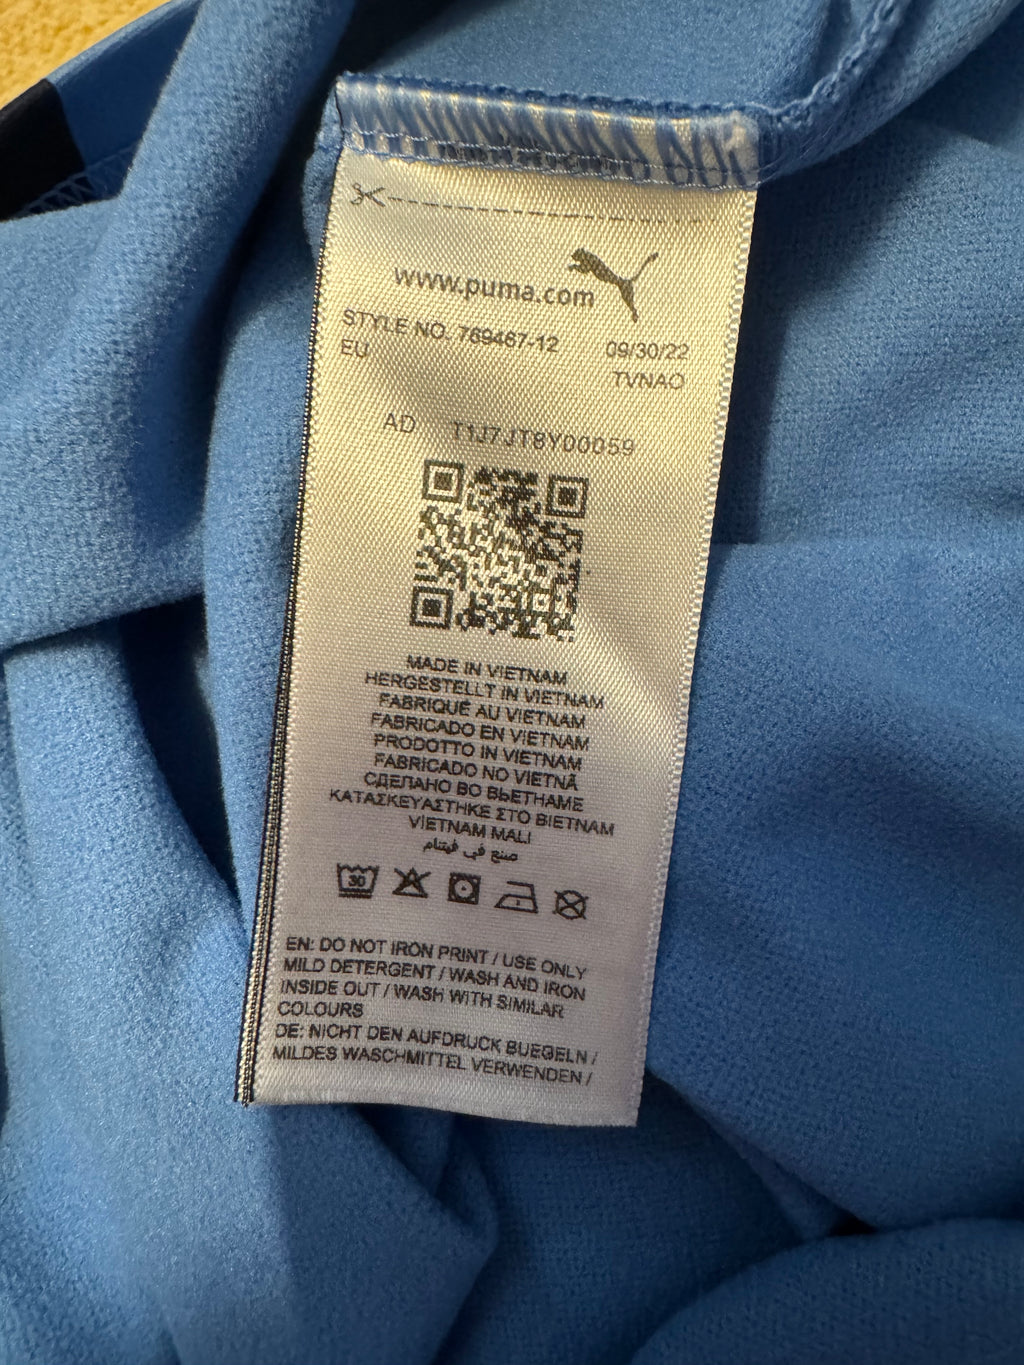 www.puma.com
STYLE NO. 769467-12 09/30/22
EU TVNAO
AD T1J7JT8Y00059
MADE IN VIETNAM
HERGESTELLT IN VIETNAM
FABRIQUÉ AU VIETNAM
FABRICADO EN VIETNAM
PRODOTTO IN VIETNAM
FABRICADO NO VIETNÃ
СДЕЛАНО ВО ВЬЕТНАМЕ
ΚΑΤΑΣΚΕΥΑΣΤΗΚΕ ΣΤΟ ΒΙΕΤΝΑΜ
VIETNAM MALI
صنع في فيتنام
30
EN: DO NOT IRON PRINT / USE ONLY
MILD DETERGENT / WASH AND IRON
INSIDE OUT / WASH WITH SIMILAR
COLOURS
DE: NICHT DEN AUFDRUCK BUEGELN /
MILDES WASCHMITTEL VERWENDEN /